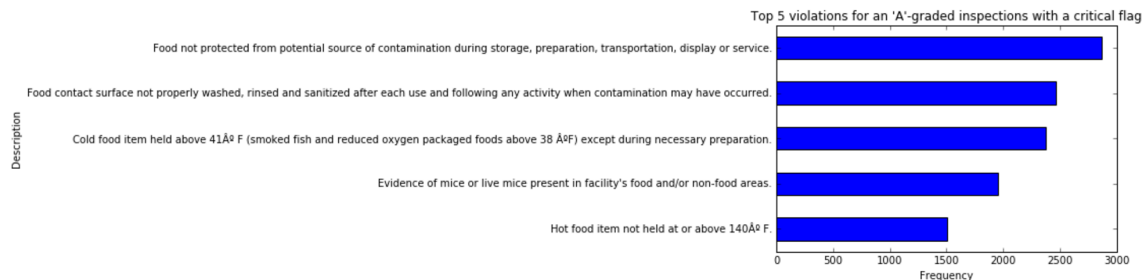 Top 5 violations for an 'A'-graded inspections with a critical flag
Food not protected from potential source of contamination during storage, preparation, transportation, display or service.
Food contact surface not properly washed, rinsed and sanitized after each use and following any activity when contamination may have occurred.
Cold food item held above 41Âº F (smoked fish and reduced oxygen packaged foods above 38 ÂºF) except during necessary preparation.
Evidence of mice or live mice present in facility's food and/or non-food areas.
Hot food item not held at or above 140Âº F.
Description
0 500 1000 1500 2000 2500 3000
Frequency